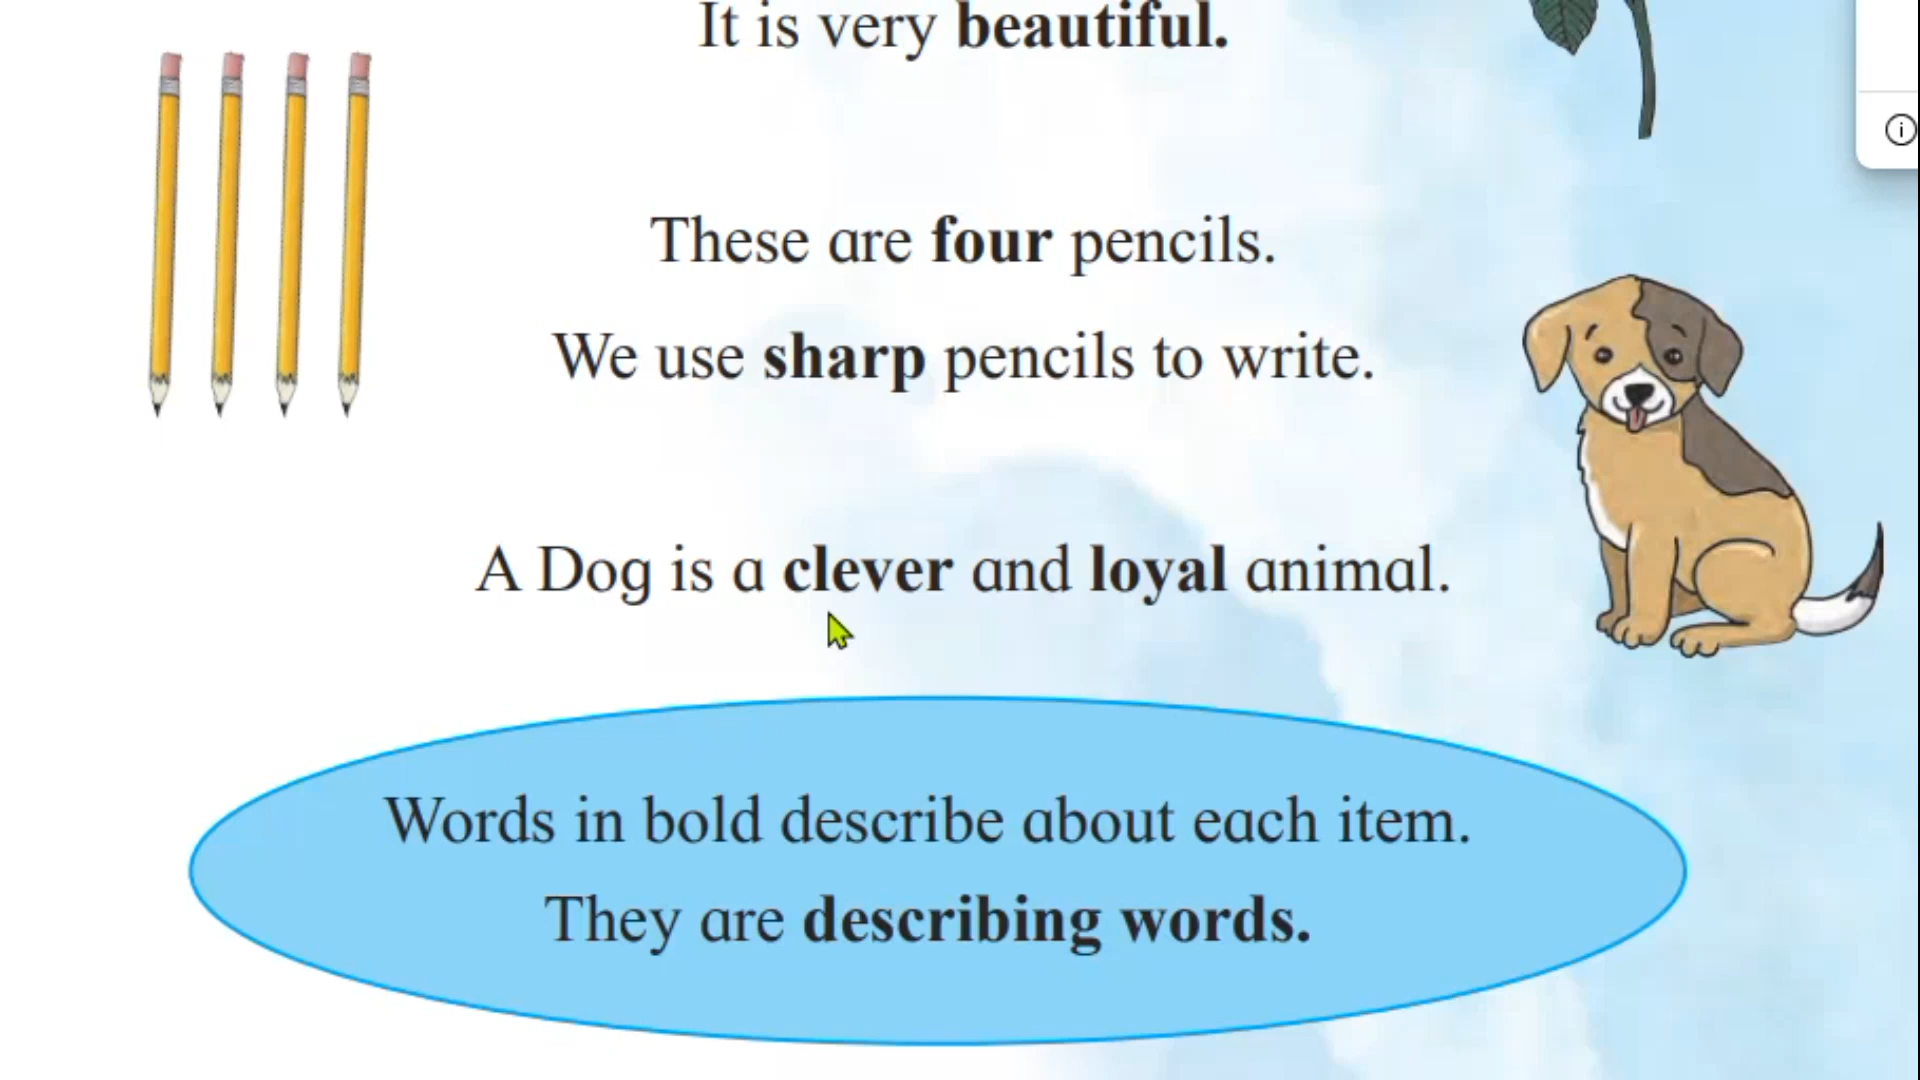 It is very beautiful.
These are four pencils.
We use sharp pencils to write.
A Dog is a clever and loyal animal.
Words in bold describe about each item.
They are describing words.